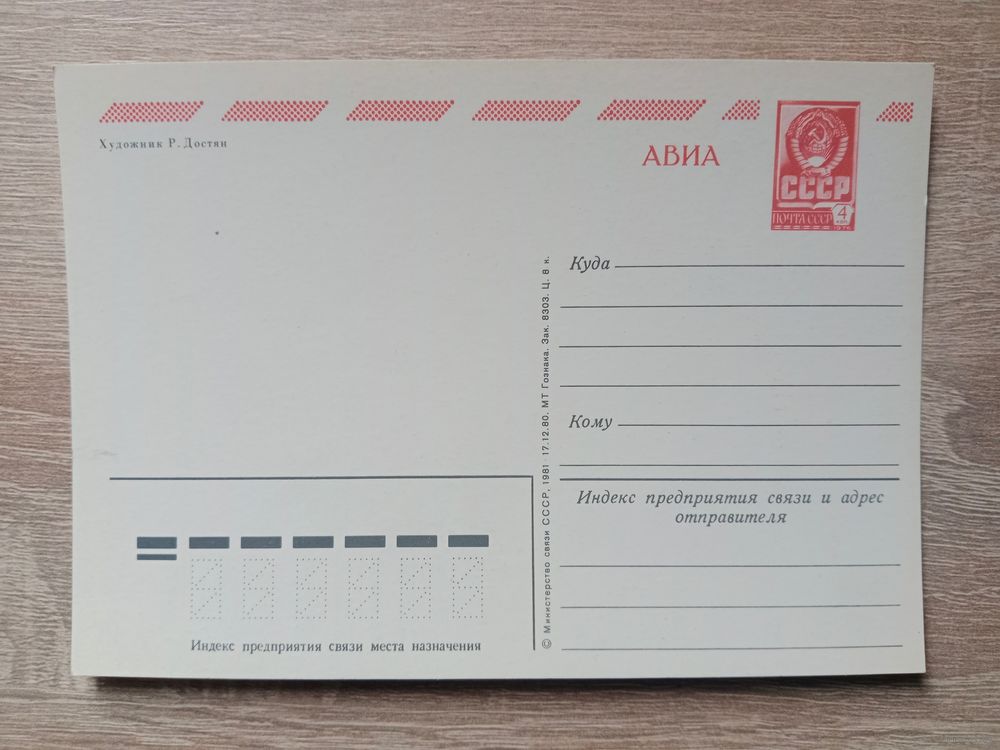 Художник Р. Достян
АВИА
СССР
ПОЧТА СССР
4
КОП
1976
Куда
Кому
Индекс предприятия связи и адрес
отправителя
© Министерство связи СССР, 1981 17.12.80. МТ Гознака. Зак. 8303. Ц. 8 к.
Индекс предприятия связи места назначения